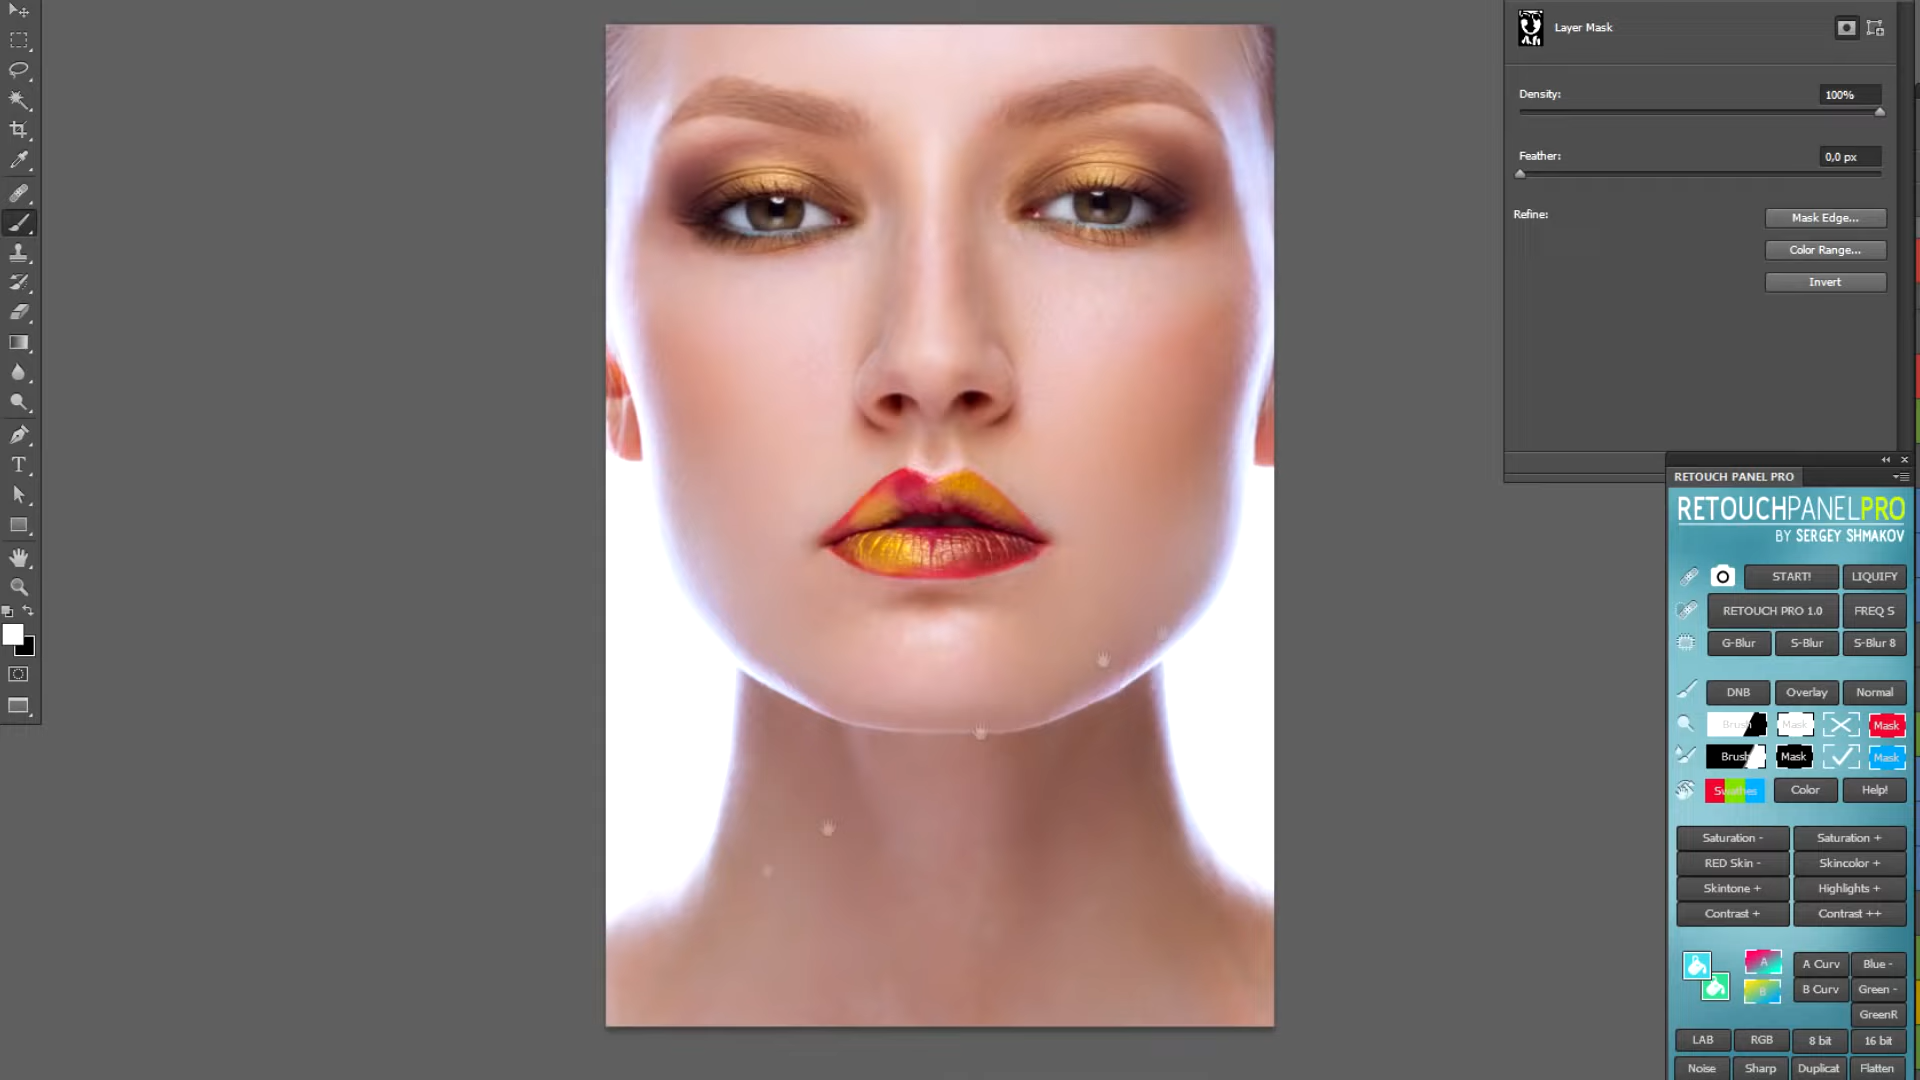 Layer Mask
Density: 100%
Feather: 0,0 px
Refine: Mask Edge...
Color Range...
Invert
RETOUCH PANEL PRO
RETOUCHPANELPRO
BY SERGEY SHMAKOV
START! LIQUIFY
RETOUCH PRO 1.0 FREQ S
G-Blur S-Blur S-Blur 8
DNB Overlay Normal
Brush Mask Mask
Brush Mask Mask
Swathes Color Help!
Saturation - Saturation +
RED Skin - Skincolor +
Skintone + Highlights +
Contrast + Contrast ++
A A Curv Blue -
B B Curv Green -
GreenR
LAB RGB 8 bit 16 bit
Noise Sharp Duplicat Flatten